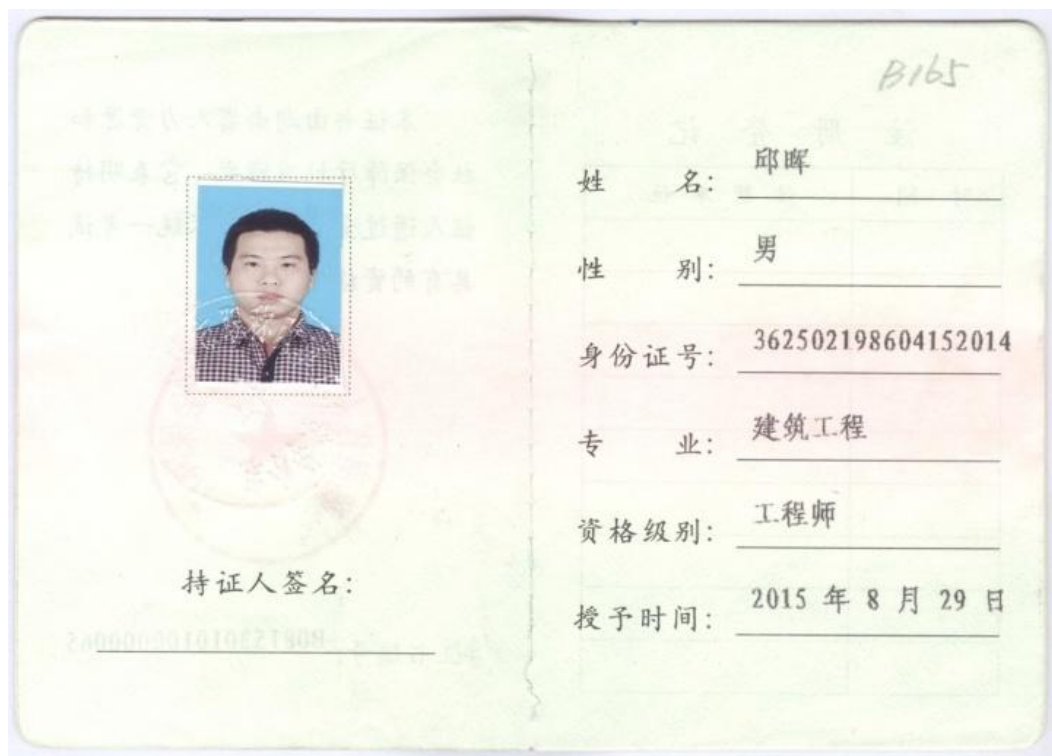 B165
姓 名: 邱晖
性 别: 男
身份证号: 362502198604152014
专 业: 建筑工程
资格级别: 工程师
授予时间: 2015 年 8 月 29 日
持证人签名: